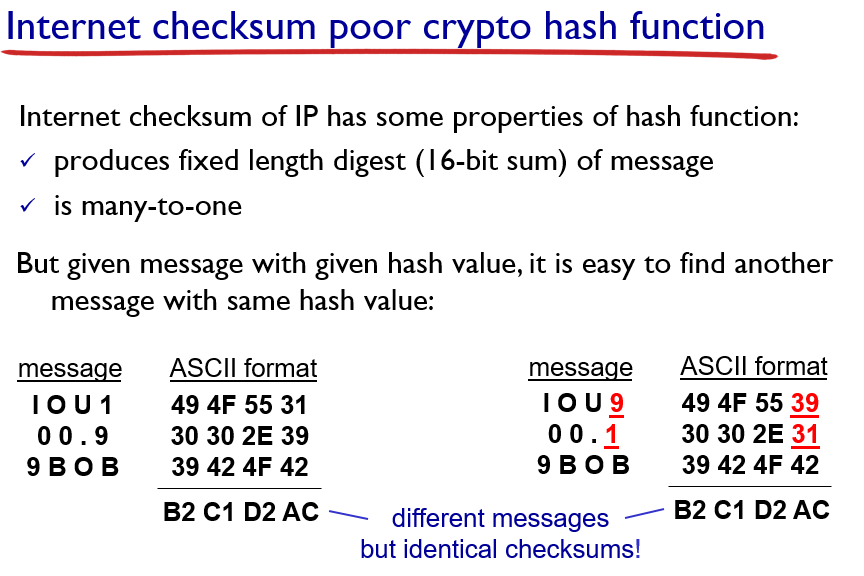 Internet checksum poor crypto hash function
Internet checksum of IP has some properties of hash function:
✓ produces fixed length digest (16-bit sum) of message
✓ is many-to-one
But given message with given hash value, it is easy to find another
message with same hash value:
message ASCII format
I O U 1 49 4F 55 31
0 0 . 9 30 30 2E 39
9 B O B 39 42 4F 42
B2 C1 D2 AC
message ASCII format
I O U 9 49 4F 55 39
0 0 . 1 30 30 2E 31
9 B O B 39 42 4F 42
B2 C1 D2 AC
different messages
but identical checksums!